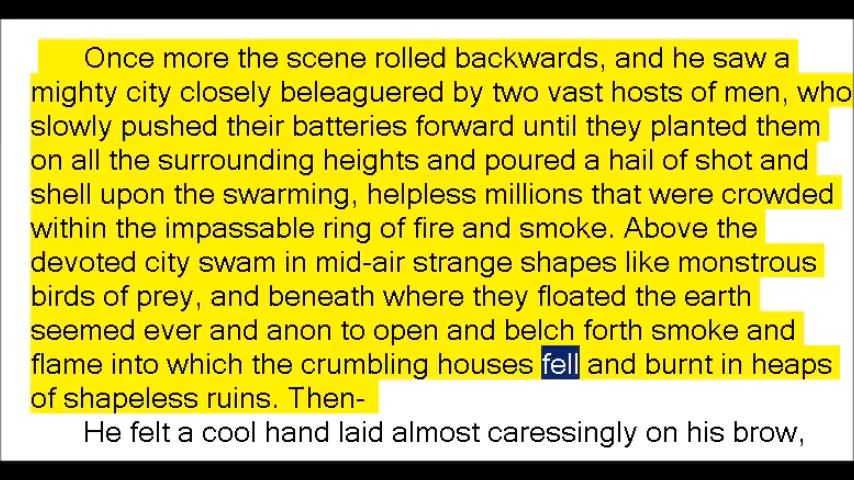 Once more the scene rolled backwards, and he saw a
mighty city closely beleaguered by two vast hosts of men, who
slowly pushed their batteries forward until they planted them
on all the surrounding heights and poured a hail of shot and
shell upon the swarming, helpless millions that were crowded
within the impassable ring of fire and smoke. Above the
devoted city swam in mid-air strange shapes like monstrous
birds of prey, and beneath where they floated the earth
seemed ever and anon to open and belch forth smoke and
flame into which the crumbling houses fell and burnt in heaps
of shapeless ruins. Then-
He felt a cool hand laid almost caressingly on his brow,